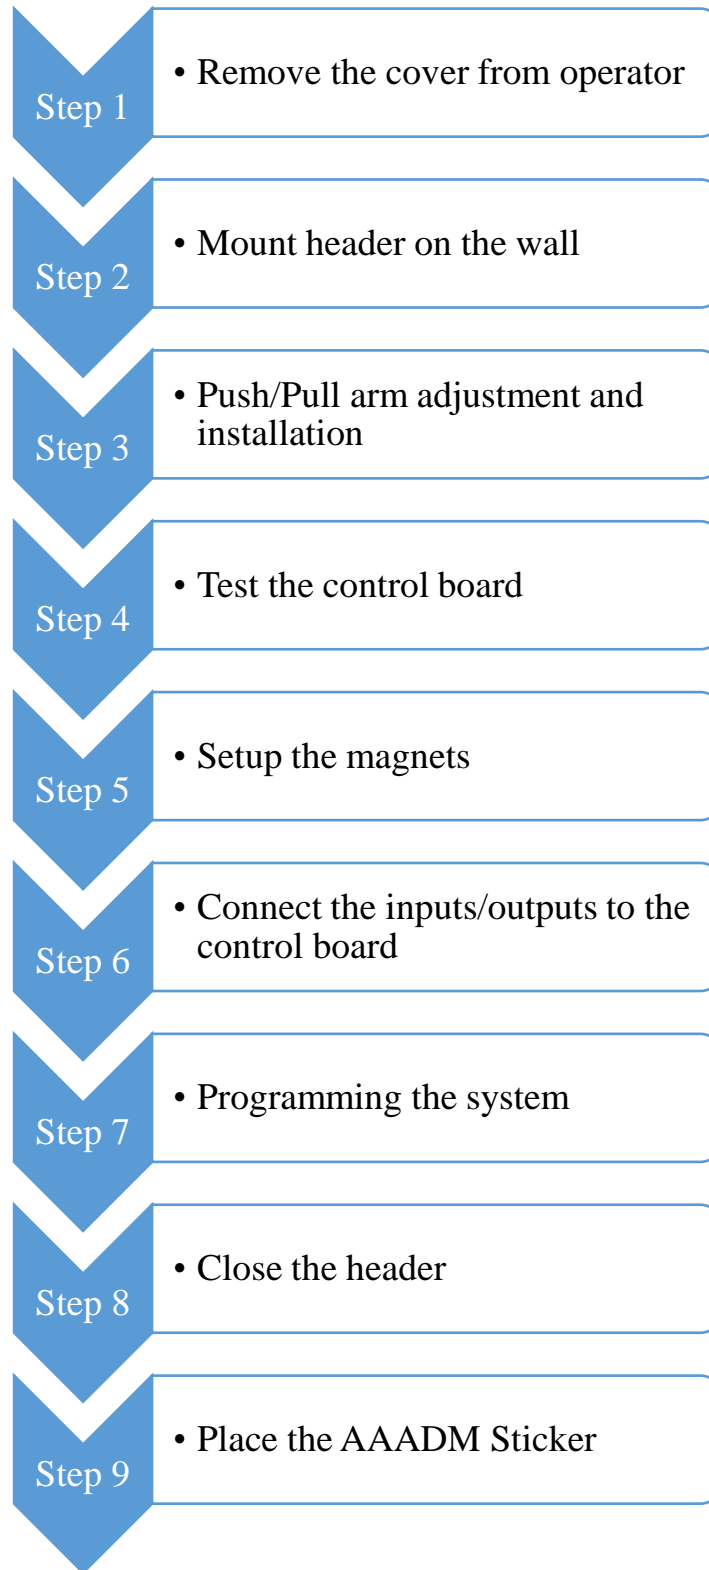 Step 1
• Remove the cover from operator
Step 2
• Mount header on the wall
Step 3
• Push/Pull arm adjustment and
installation
Step 4
• Test the control board
Step 5
• Setup the magnets
Step 6
• Connect the inputs/outputs to the
control board
Step 7
• Programming the system
Step 8
• Close the header
Step 9
• Place the AAADM Sticker